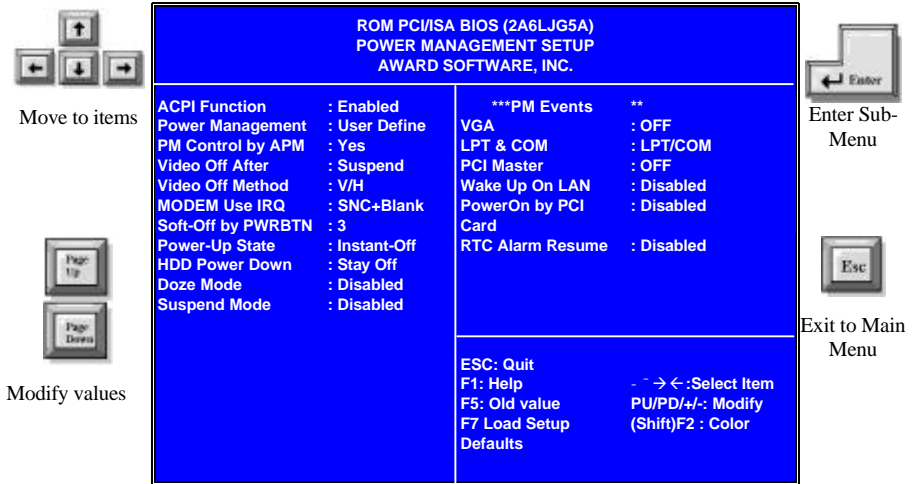 ROM PCI/ISA BIOS (2A6LJG5A)
POWER MANAGEMENT SETUP
AWARD SOFTWARE, INC.
Move to items
ACPI Function : Enabled
Power Management : User Define
PM Control by APM : Yes
Video Off After : Suspend
Video Off Method : V/H
MODEM Use IRQ : SNC+Blank
Soft-Off by PWRBTN : 3
Power-Up State : Instant-Off
HDD Power Down : Stay Off
Doze Mode : Disabled
Suspend Mode : Disabled
***PM Events **
VGA : OFF
LPT & COM : LPT/COM
PCI Master : OFF
Wake Up On LAN : Disabled
PowerOn by PCI : Disabled
Card
RTC Alarm Resume : Disabled
ESC: Quit
F1: Help - ¯ → ← :Select Item
F5: Old value PU/PD/+/-: Modify
F7 Load Setup (Shift)F2 : Color
Defaults
Page
Up
Page
Down
Modify values
Enter
Enter Sub-
Menu
Esc
Exit to Main
Menu